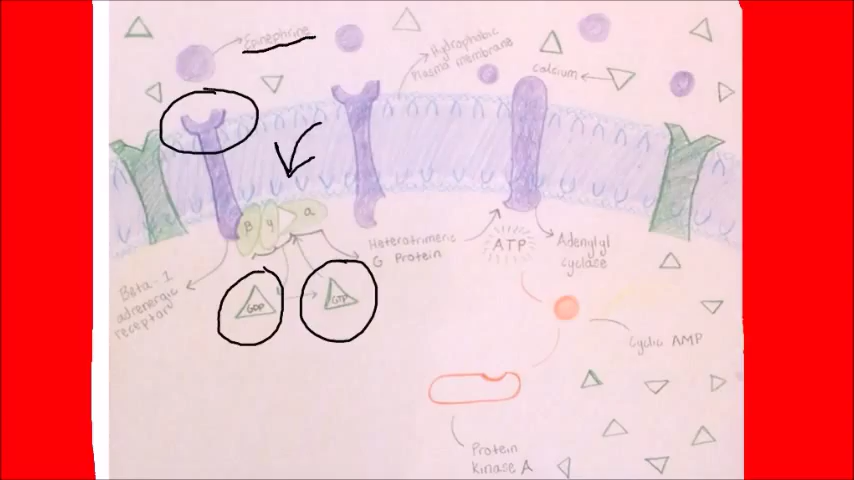 Epinephrine
Hydrophobic
Plasma membrane
calcium
β γ α
Heterotrimeric
G Protein
ATP
Adenylyl
cyclase
Beta-1
adrenergic
receptor
GDP
GTP
Cyclic AMP
Protein
Kinase A